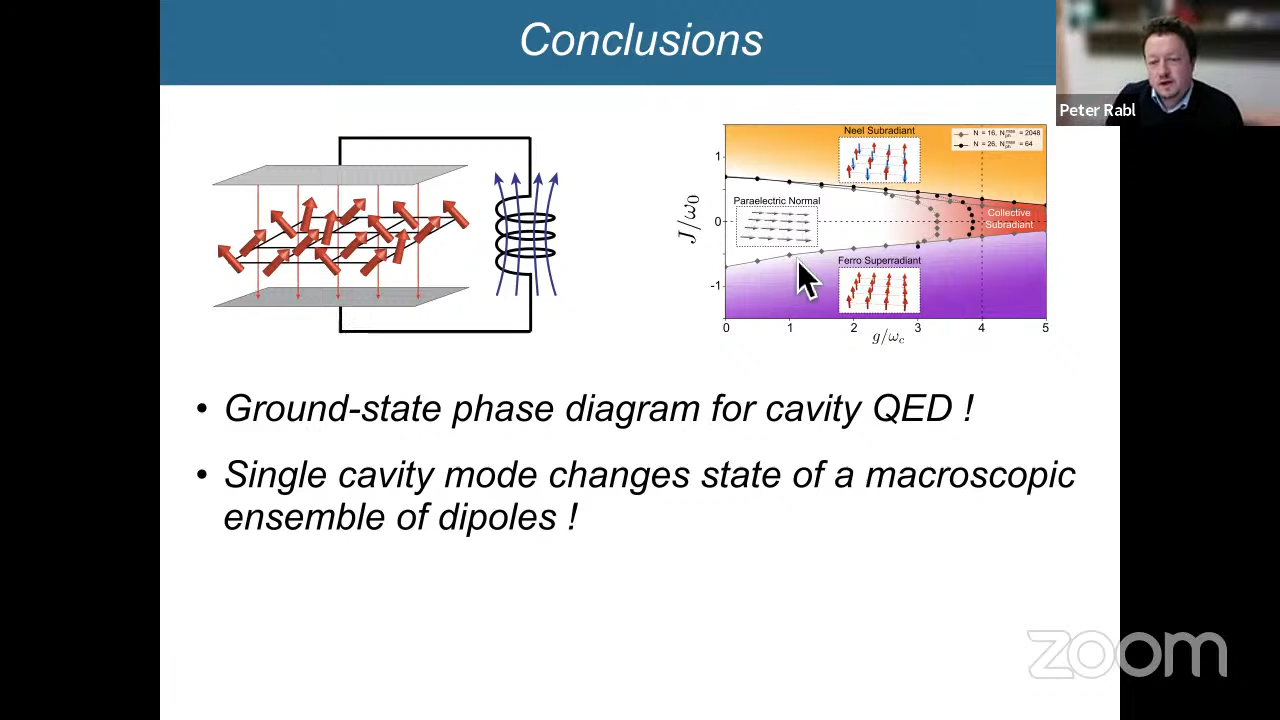 Conclusions
Peter Rabl
Neel Subradiant
N = 16, N_ph^max = 2048
N = 26, N_ph^max = 64
1
Paraelectric Normal
J/ω₀
0
Collective
Subradiant
Ferro Superradiant
-1
0 1 2 3 4 5
g/ω_c
• Ground-state phase diagram for cavity QED !
• Single cavity mode changes state of a macroscopic
ensemble of dipoles !
zoom